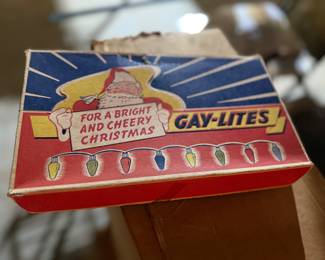 FOR A BRIGHT
AND CHEERY
CHRISTMAS
GAY-LITES